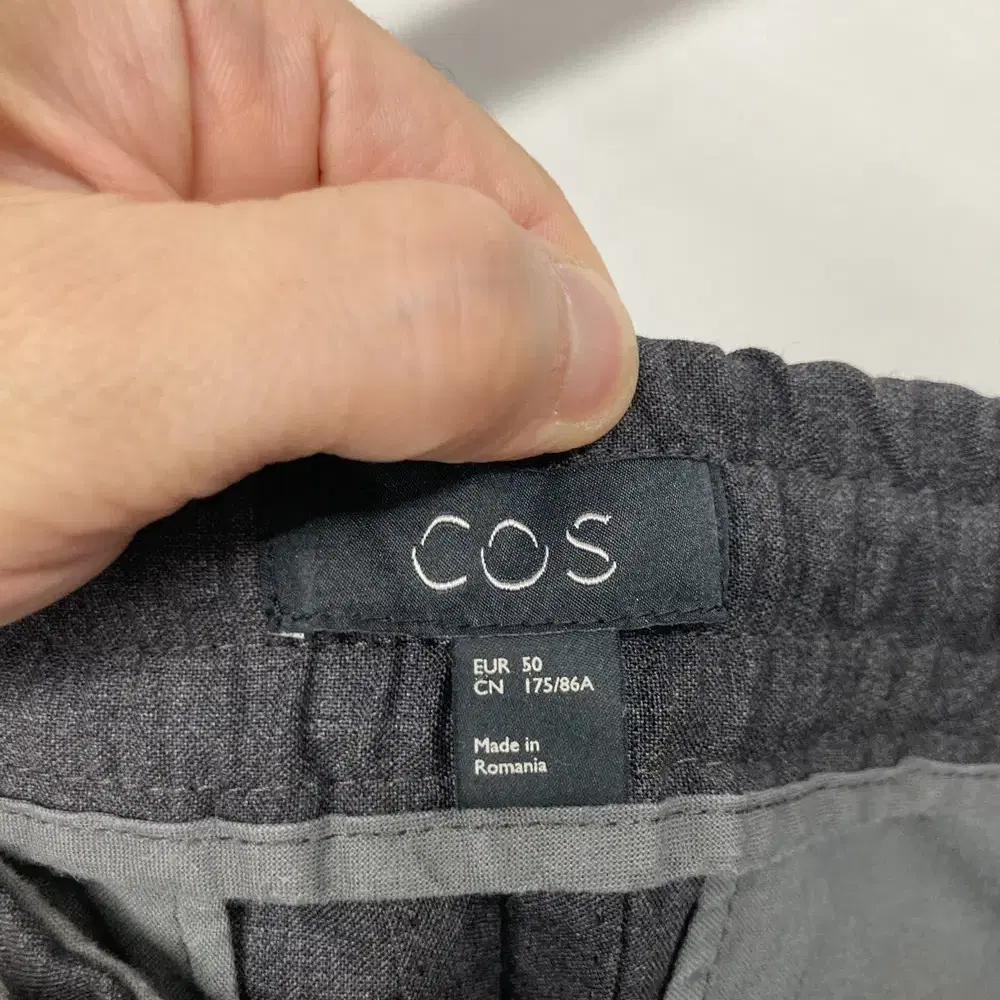 COS
EUR 50
CN 175/86A
Made in
Romania